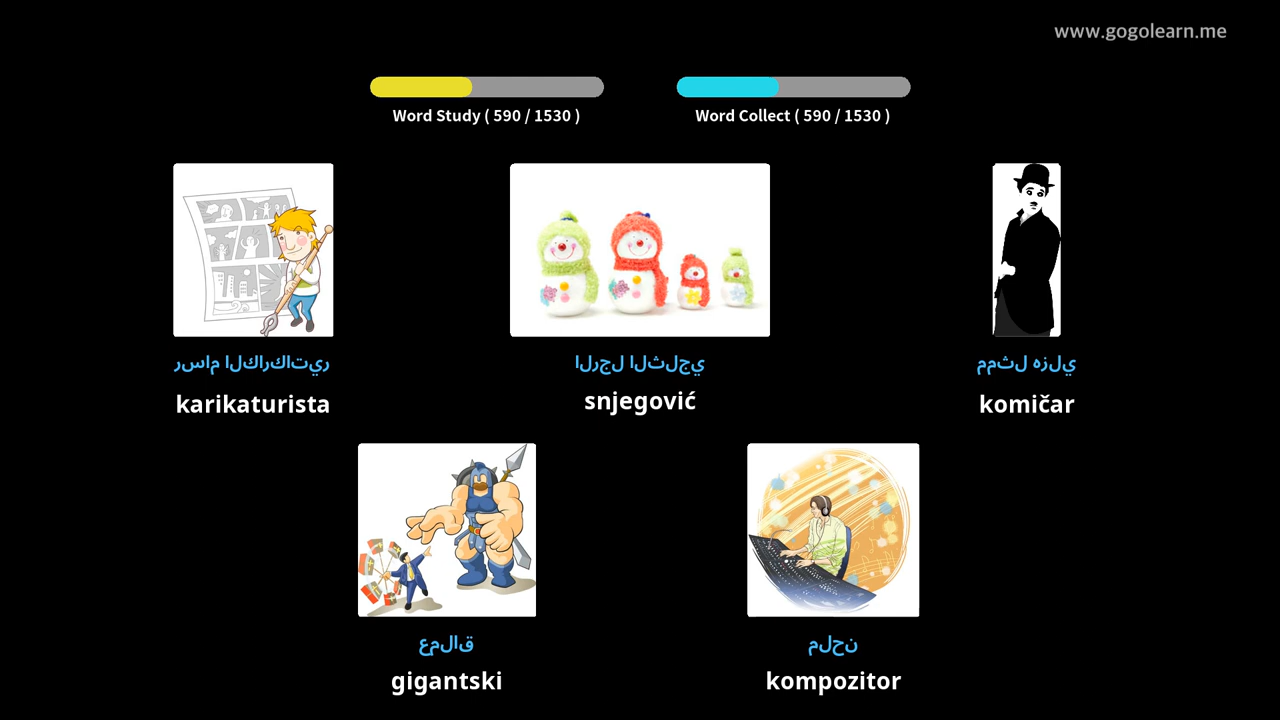 www.gogolearn.me
Word Study ( 590 / 1530 )
Word Collect ( 590 / 1530 )
رسام الكاركاتير
الرجل الثلجي
ممثل هزلي
karikaturista
snjegović
komičar
عملاق
ملحن
gigantski
kompozitor